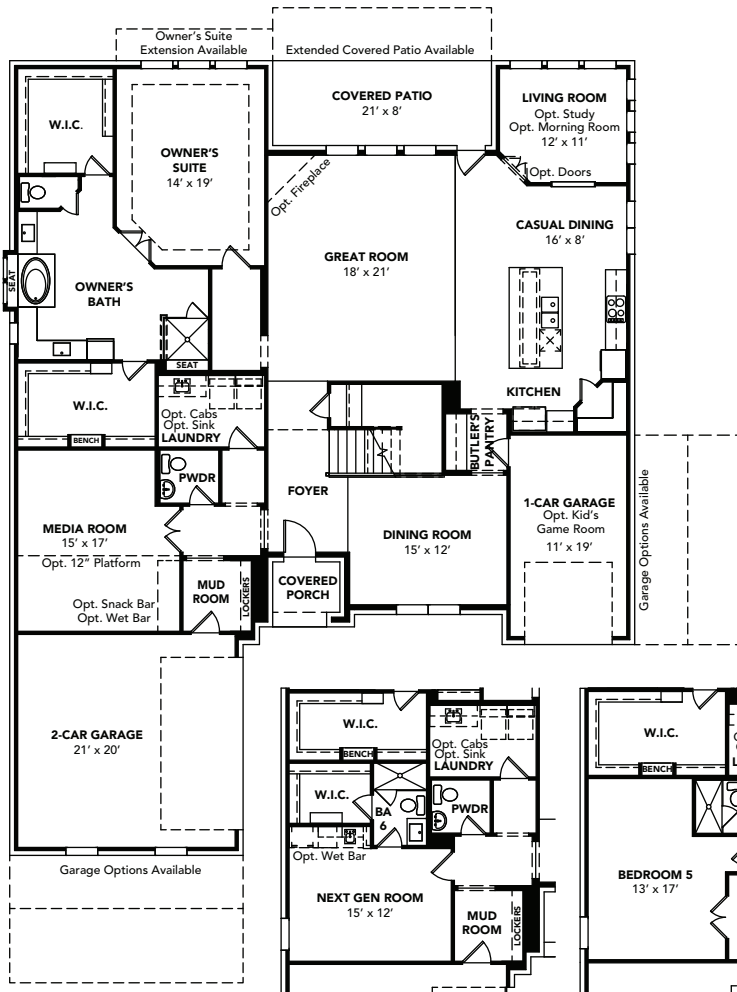 Owner's Suite
Extension Available
Extended Covered Patio Available
COVERED PATIO
21' x 8'
LIVING ROOM
Opt. Study
Opt. Morning Room
12' x 11'
Opt. Doors
W.I.C.
OWNER'S
SUITE
14' x 19'
Opt. Fireplace
CASUAL DINING
16' x 8'
GREAT ROOM
18' x 21'
SEAT
OWNER'S
BATH
SEAT
W.I.C.
BENCH
Opt. Cabs
Opt. Sink
LAUNDRY
KITCHEN
BUTLER'S
PANTRY
PWDR
FOYER
MEDIA ROOM
15' x 17'
Opt. 12" Platform
Opt. Snack Bar
Opt. Wet Bar
MUD
ROOM
LOCKERS
COVERED
PORCH
DINING ROOM
15' x 12'
1-CAR GARAGE
Opt. Kid's
Game Room
11' x 19'
Garage Options Available
2-CAR GARAGE
21' x 20'
Garage Options Available
W.I.C.
BENCH
Opt. Cabs
Opt. Sink
LAUNDRY
W.I.C.
BA
6
PWDR
Opt. Wet Bar
NEXT GEN ROOM
15' x 12'
MUD
ROOM
LOCKERS
W.I.C.
BENCH
BEDROOM 5
13' x 17'